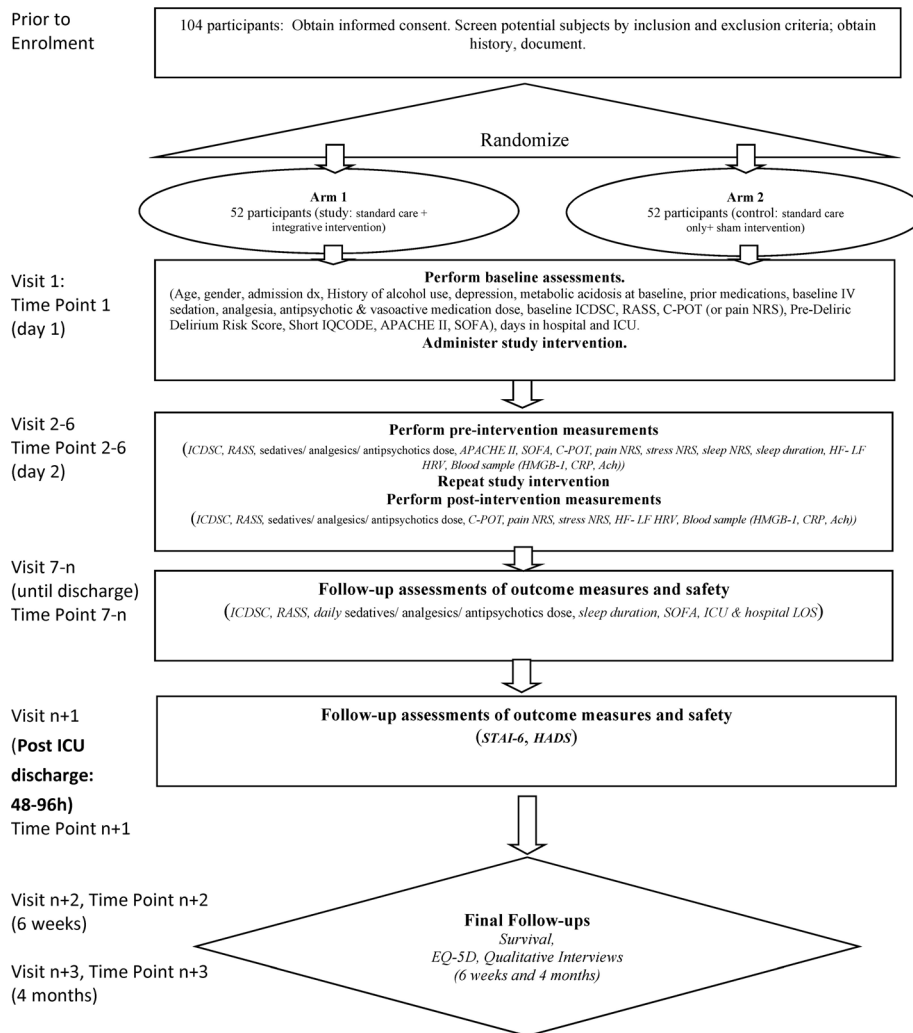 Prior to
Enrolment
104 participants: Obtain informed consent. Screen potential subjects by inclusion and exclusion criteria; obtain
history, document.
Randomize
Arm 1
52 participants (study: standard care +
integrative intervention)
Arm 2
52 participants (control: standard care
only+ sham intervention)
Visit 1:
Time Point 1
(day 1)
Perform baseline assessments.
(Age, gender, admission dx, History of alcohol use, depression, metabolic acidosis at baseline, prior medications, baseline IV
sedation, analgesia, antipsychotic & vasoactive medication dose, baseline ICDSC, RASS, C-POT (or pain NRS), Pre-Deliric
Delirium Risk Score, Short IQCODE, APACHE II, SOFA), days in hospital and ICU.
Administer study intervention.
Visit 2-6
Time Point 2-6
(day 2)
Perform pre-intervention measurements
(ICDSC, RASS, sedatives/ analgesics/ antipsychotics dose, APACHE II, SOFA, C-POT, pain NRS, stress NRS, sleep NRS, sleep duration, HF- LF
HRV, Blood sample (HMGB-1, CRP, Ach))
Repeat study intervention
Perform post-intervention measurements
(ICDSC, RASS, sedatives/ analgesics/ antipsychotics dose, C-POT, pain NRS, stress NRS, HF- LF HRV, Blood sample (HMGB-1, CRP, Ach))
Visit 7-n
(until discharge)
Time Point 7-n
Follow-up assessments of outcome measures and safety
(ICDSC, RASS, daily sedatives/ analgesics/ antipsychotics dose, sleep duration, SOFA, ICU & hospital LOS)
Visit n+1
(Post ICU
discharge:
48-96h)
Time Point n+1
Follow-up assessments of outcome measures and safety
(STAI-6, HADS)
Visit n+2, Time Point n+2
(6 weeks)
Visit n+3, Time Point n+3
(4 months)
Final Follow-ups
Survival,
EQ-5D, Qualitative Interviews
(6 weeks and 4 months)